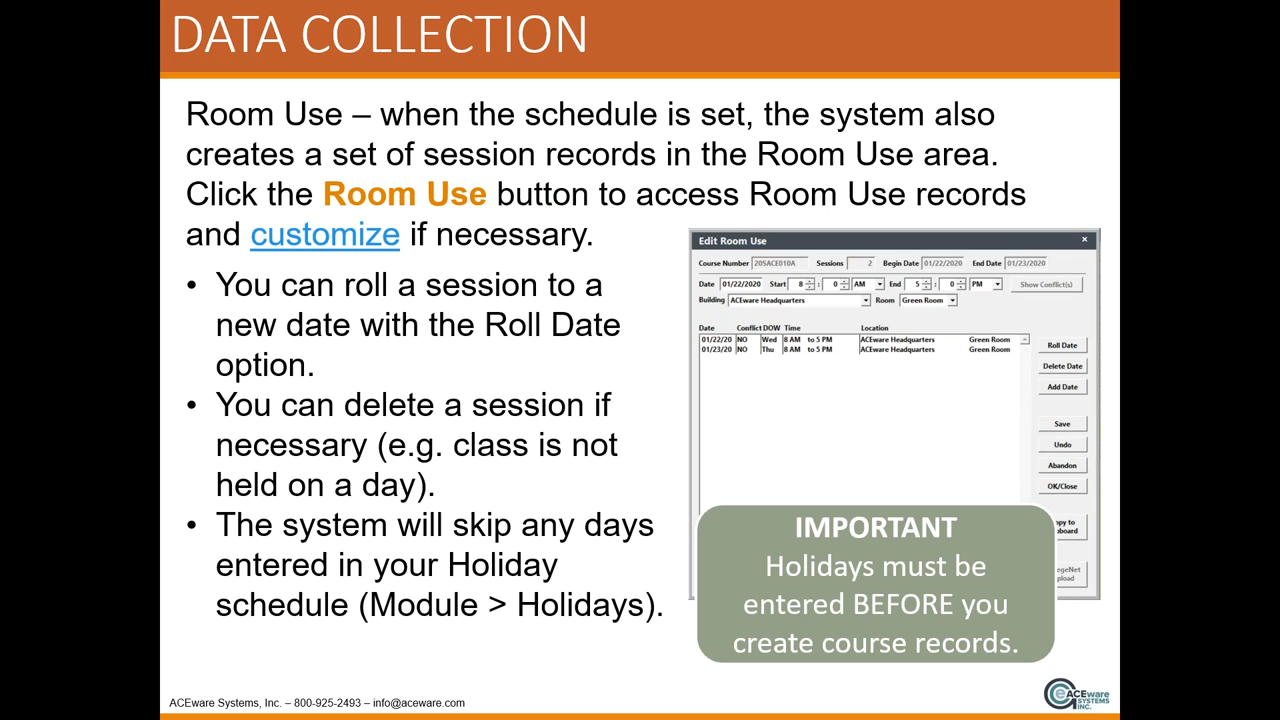 DATA COLLECTION
Room Use – when the schedule is set, the system also
creates a set of session records in the Room Use area.
Click the Room Use button to access Room Use records
and customize if necessary.
• You can roll a session to a
new date with the Roll Date
option.
• You can delete a session if
necessary (e.g. class is not
held on a day).
• The system will skip any days
entered in your Holiday
schedule (Module > Holidays).
Edit Room Use ×
Course Number 20SACE010A Sessions 2 Begin Date 01/22/2020 End Date 01/23/2020
Date 01/22/2020 Start 8 : 0 AM End 5 : 0 PM Show Conflict(s)
Building ACEware Headquarters Room Green Room
Date Conflict DOW Time Location
01/22/20 NO Wed 8 AM to 5 PM ACEware Headquarters Green Room
01/23/20 NO Thu 8 AM to 5 PM ACEware Headquarters Green Room
Roll Date
Delete Date
Add Date
Save
Undo
Abandon
OK/Close
IMPORTANT
Holidays must be
entered BEFORE you
create course records.
ACEware Systems, Inc. – 800-925-2493 – info@aceware.com
ACEware
SYSTEMS
INC.